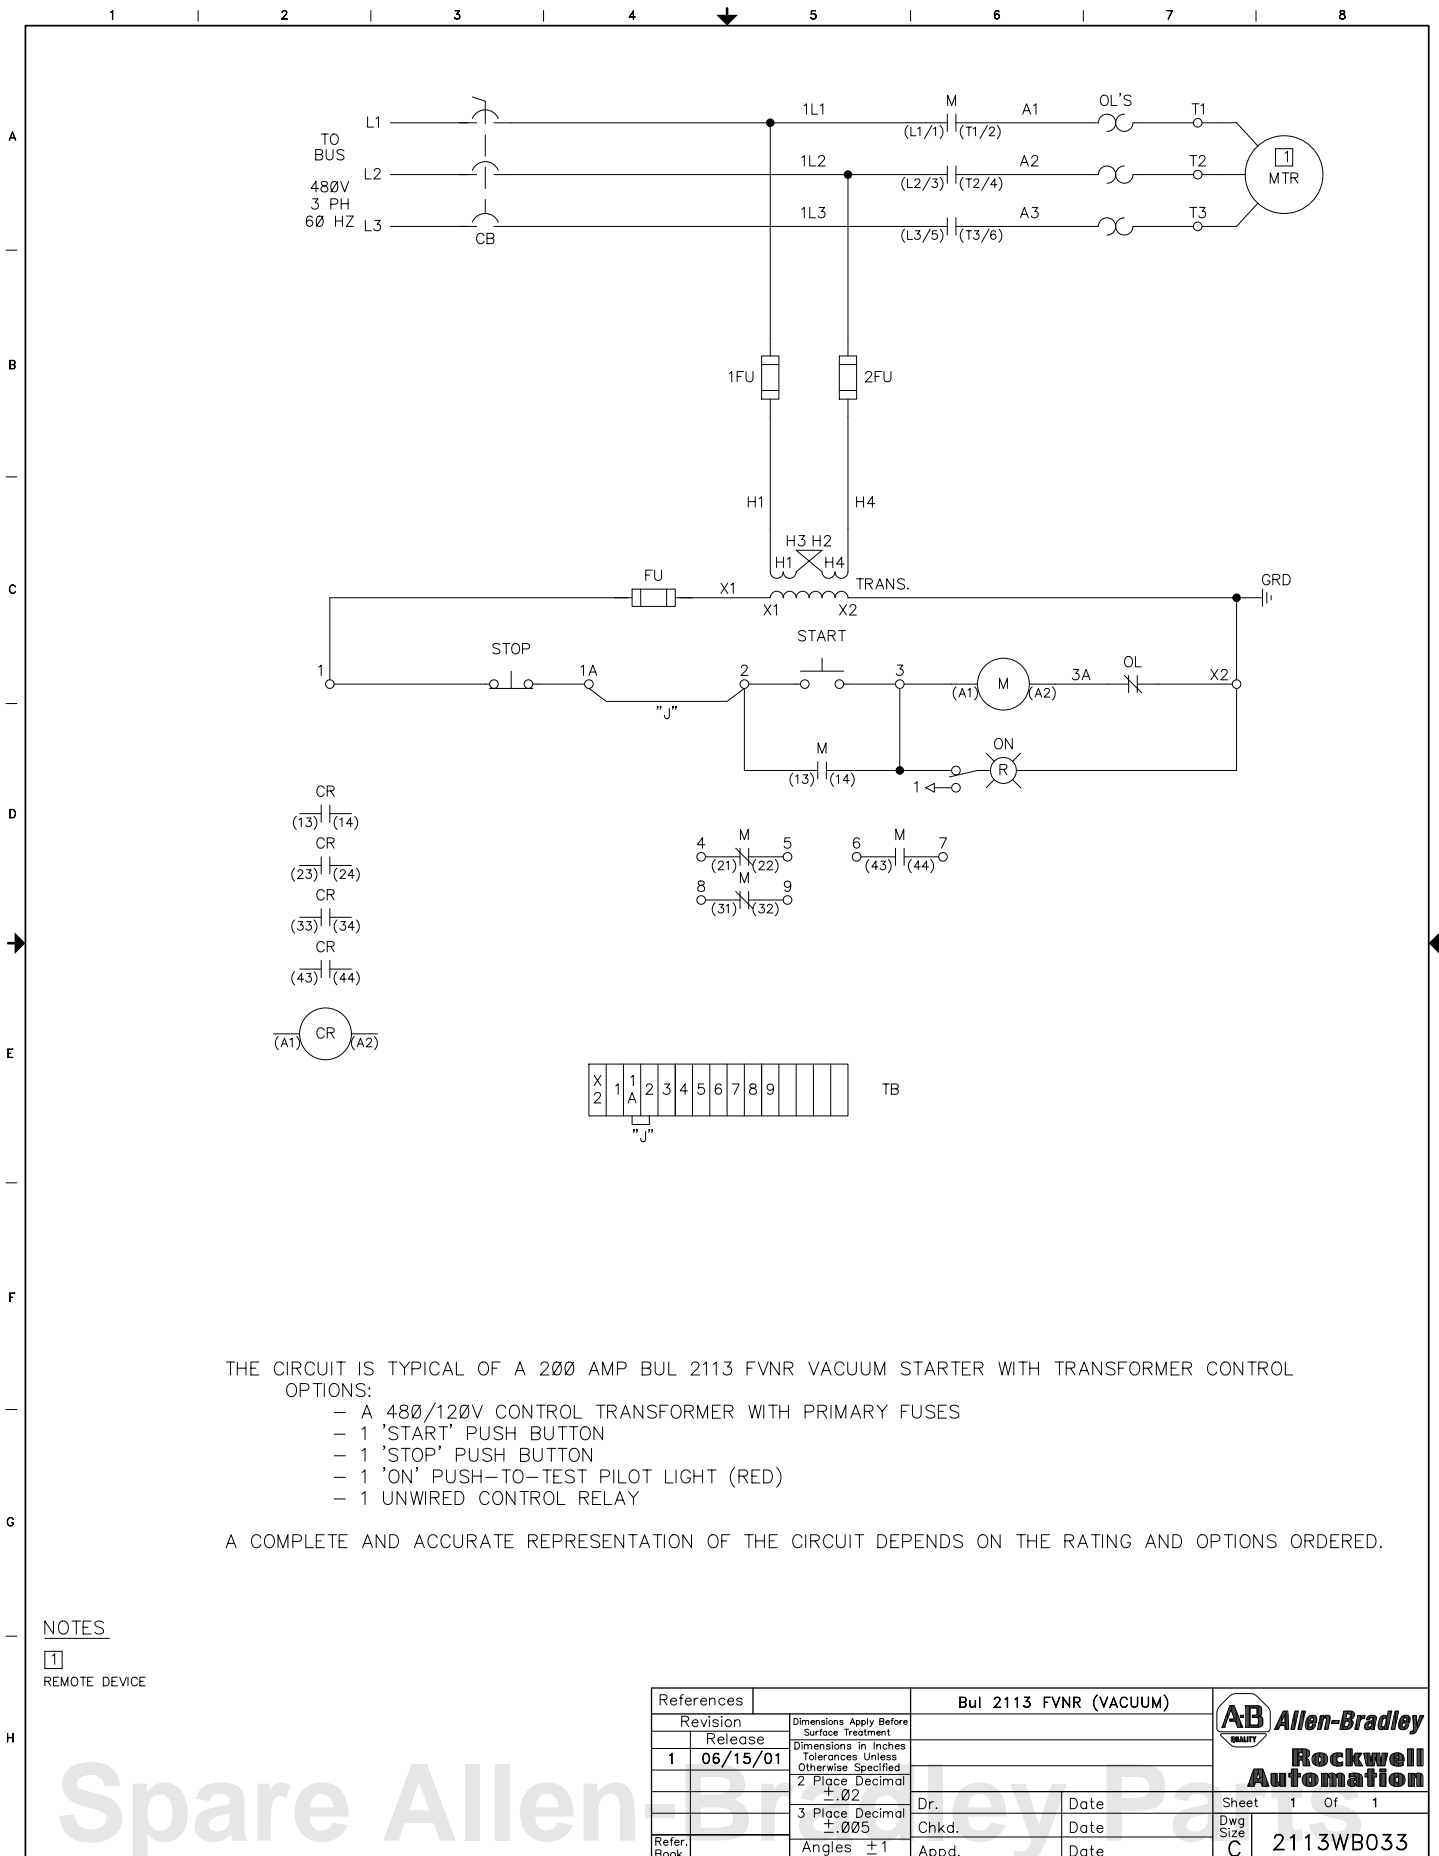 1 2 3 4 5 6 7 8
A
B
C
D
E
F
G
H
TO
BUS
480V
3 PH
60 HZ
L1
L2
L3
CB
1L1
1L2
1L3
M
(L1/1) (T1/2)
(L2/3) (T2/4)
(L3/5) (T3/6)
A1
A2
A3
OL'S
T1
T2
T3
1
MTR
1FU
2FU
H1
H4
H3 H2
H1 H4
TRANS.
FU
X1
X1
X2
GRD
STOP
START
1
1A
"J"
2
3
M
(A1)
(A2)
3A
OL
X2
M
(13) (14)
ON
R
1
CR
(13) (14)
CR
(23) (24)
CR
(33) (34)
CR
(43) (44)
CR
(A1) (A2)
M
4 5
(21) (22)
M
8 9
(31) (32)
M
6 7
(43) (44)
X2 1 1A 2 3 4 5 6 7 8 9
TB
"J"
THE CIRCUIT IS TYPICAL OF A 200 AMP BUL 2113 FVNR VACUUM STARTER WITH TRANSFORMER CONTROL
OPTIONS:
– A 480/120V CONTROL TRANSFORMER WITH PRIMARY FUSES
– 1 'START' PUSH BUTTON
– 1 'STOP' PUSH BUTTON
– 1 'ON' PUSH–TO–TEST PILOT LIGHT (RED)
– 1 UNWIRED CONTROL RELAY
A COMPLETE AND ACCURATE REPRESENTATION OF THE CIRCUIT DEPENDS ON THE RATING AND OPTIONS ORDERED.
NOTES
1
REMOTE DEVICE
References
Revision
Release
1 06/15/01
Refer.
Book
Dimensions Apply Before
Surface Treatment
Dimensions in Inches
Tolerances Unless
Otherwise Specified
2 Place Decimal
±.02
3 Place Decimal
±.005
Angles ±1
Bul 2113 FVNR (VACUUM)
Dr. Date
Chkd. Date
Appd. Date
A-B
QUALITY
Allen-Bradley
Rockwell
Automation
Sheet 1 Of 1
Dwg
Size
C
2113WB033
Spare Allen-Bradley Parts